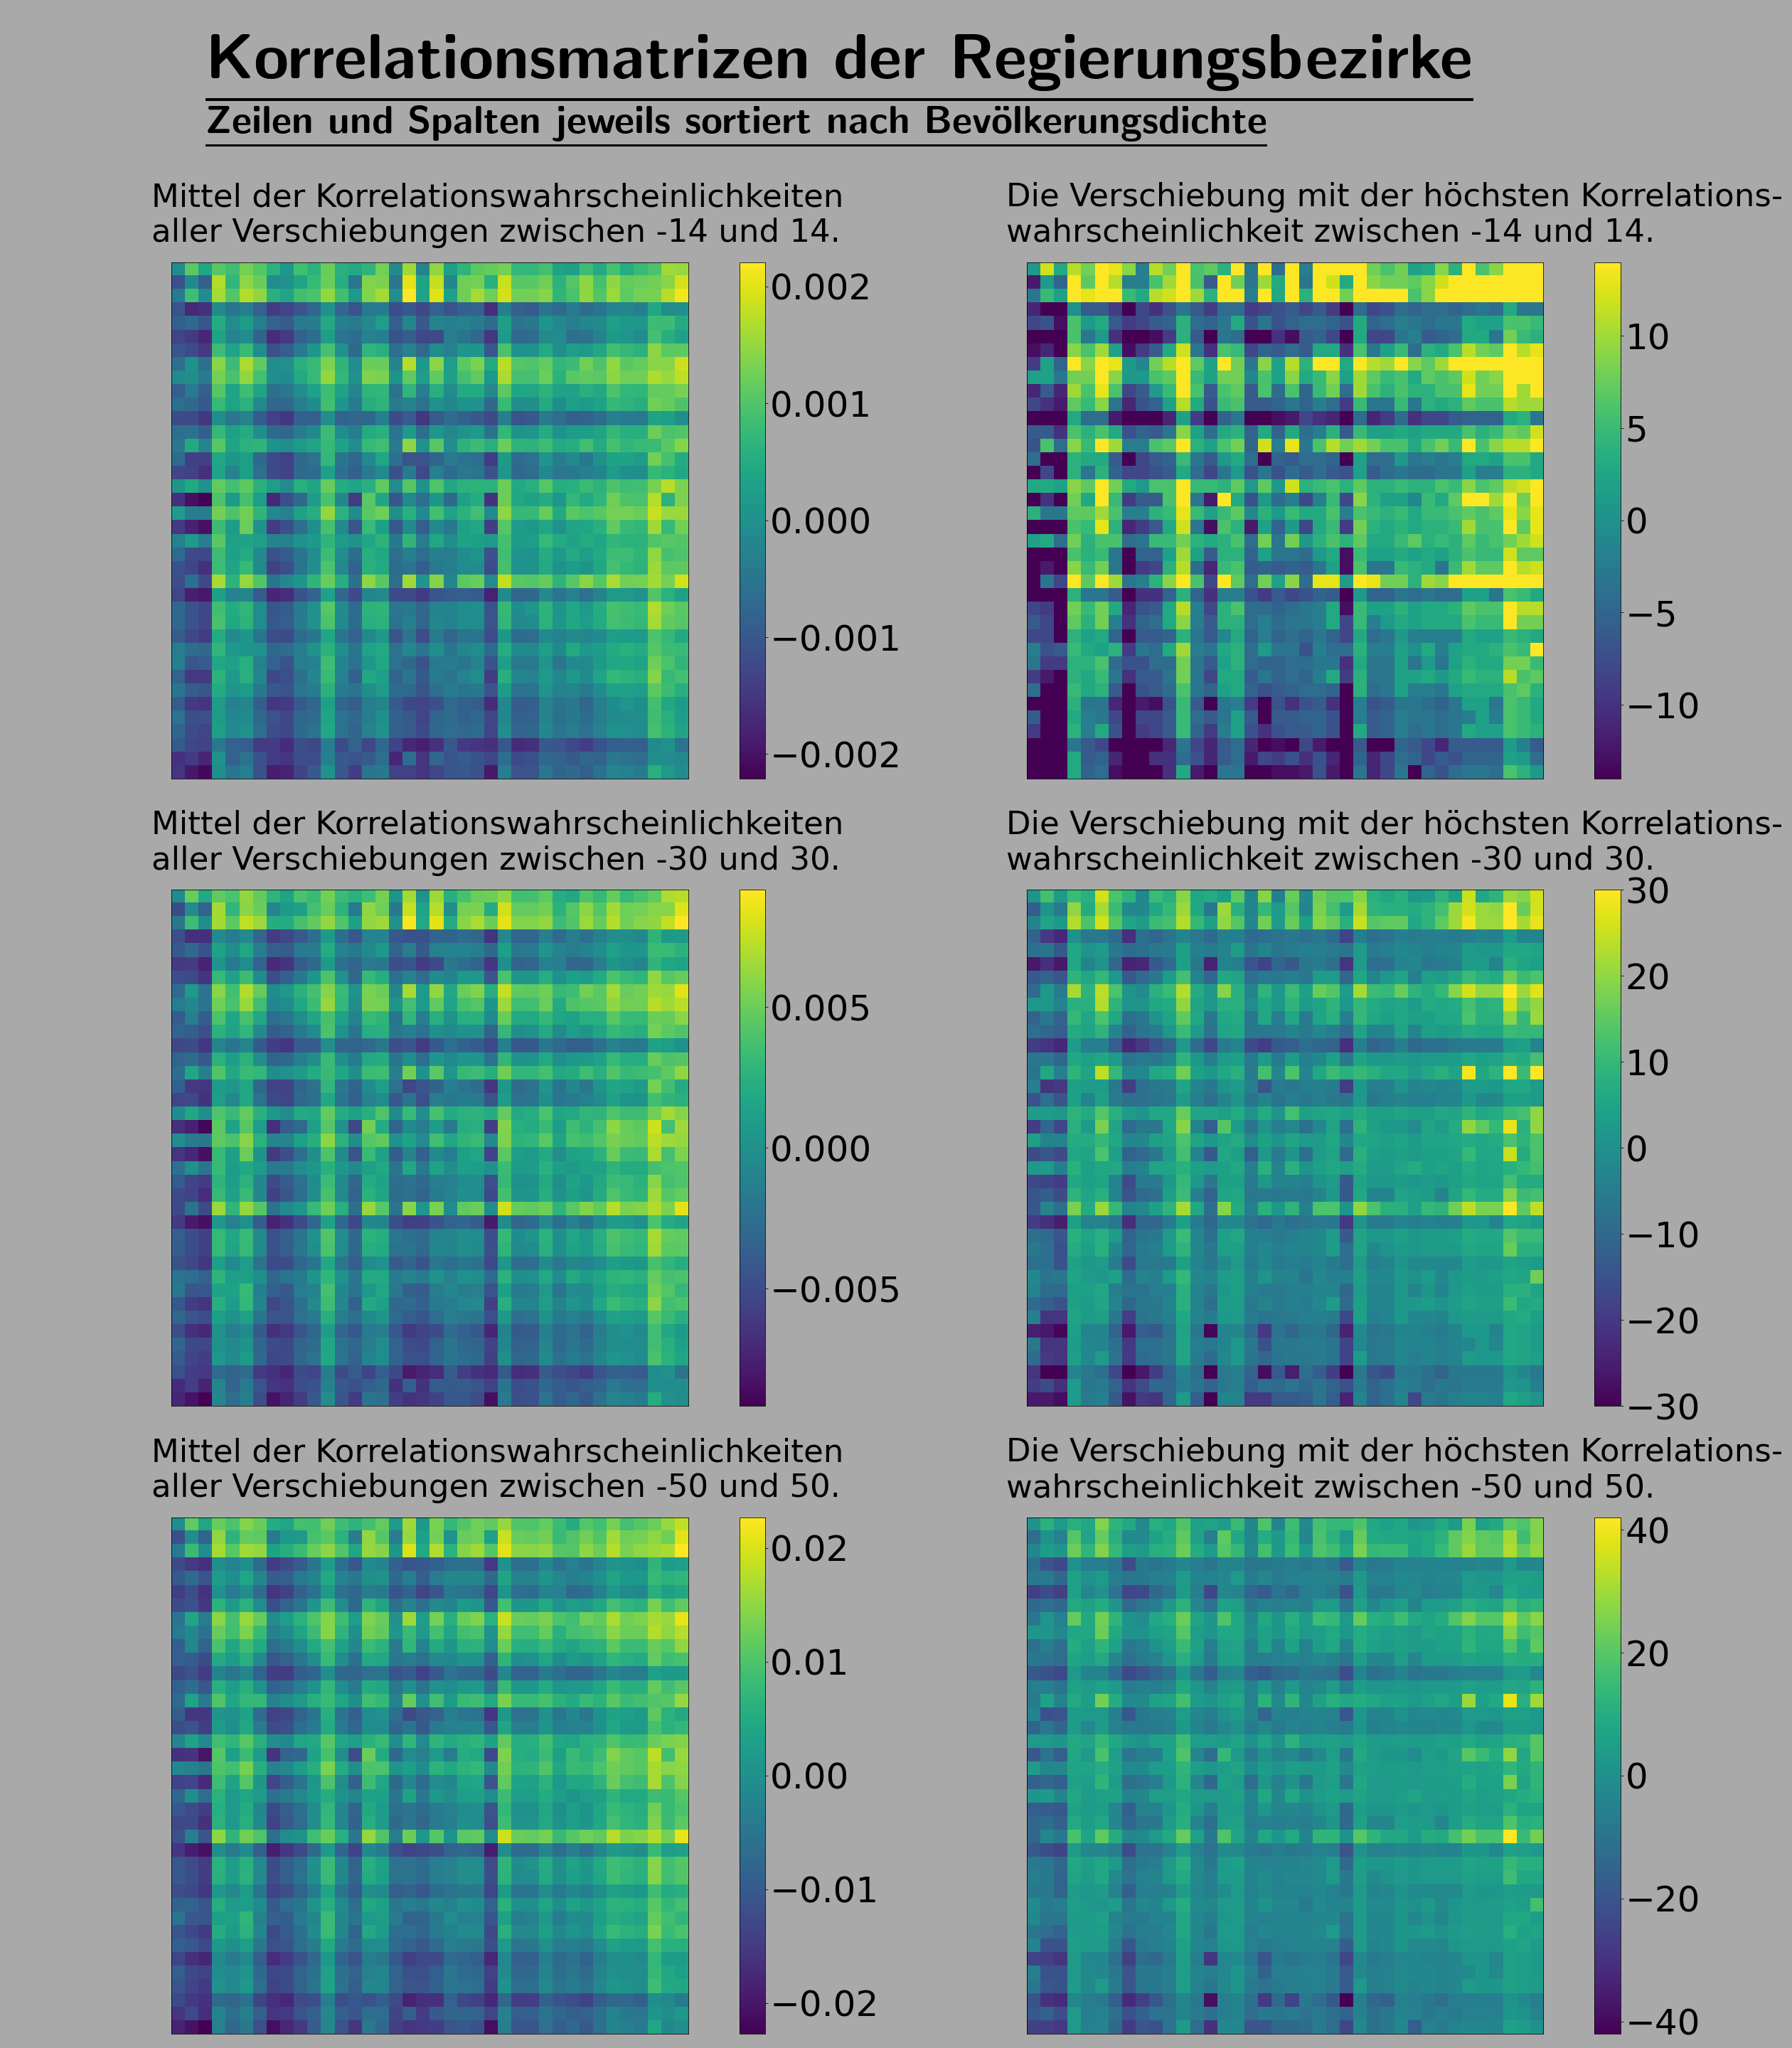 Korrelationsmatrizen der Regierungsbezirke
Zeilen und Spalten jeweils sortiert nach Bevölkerungsdichte
Mittel der Korrelationswahrscheinlichkeiten
aller Verschiebungen zwischen -14 und 14.
0.002
0.001
0.000
−0.001
−0.002
Die Verschiebung mit der höchsten Korrelations-
wahrscheinlichkeit zwischen -14 und 14.
10
5
0
−5
−10
Mittel der Korrelationswahrscheinlichkeiten
aller Verschiebungen zwischen -30 und 30.
0.005
0.000
−0.005
Die Verschiebung mit der höchsten Korrelations-
wahrscheinlichkeit zwischen -30 und 30.
30
20
10
0
−10
−20
−30
Mittel der Korrelationswahrscheinlichkeiten
aller Verschiebungen zwischen -50 und 50.
0.02
0.01
0.00
−0.01
−0.02
Die Verschiebung mit der höchsten Korrelations-
wahrscheinlichkeit zwischen -50 und 50.
40
20
0
−20
−40